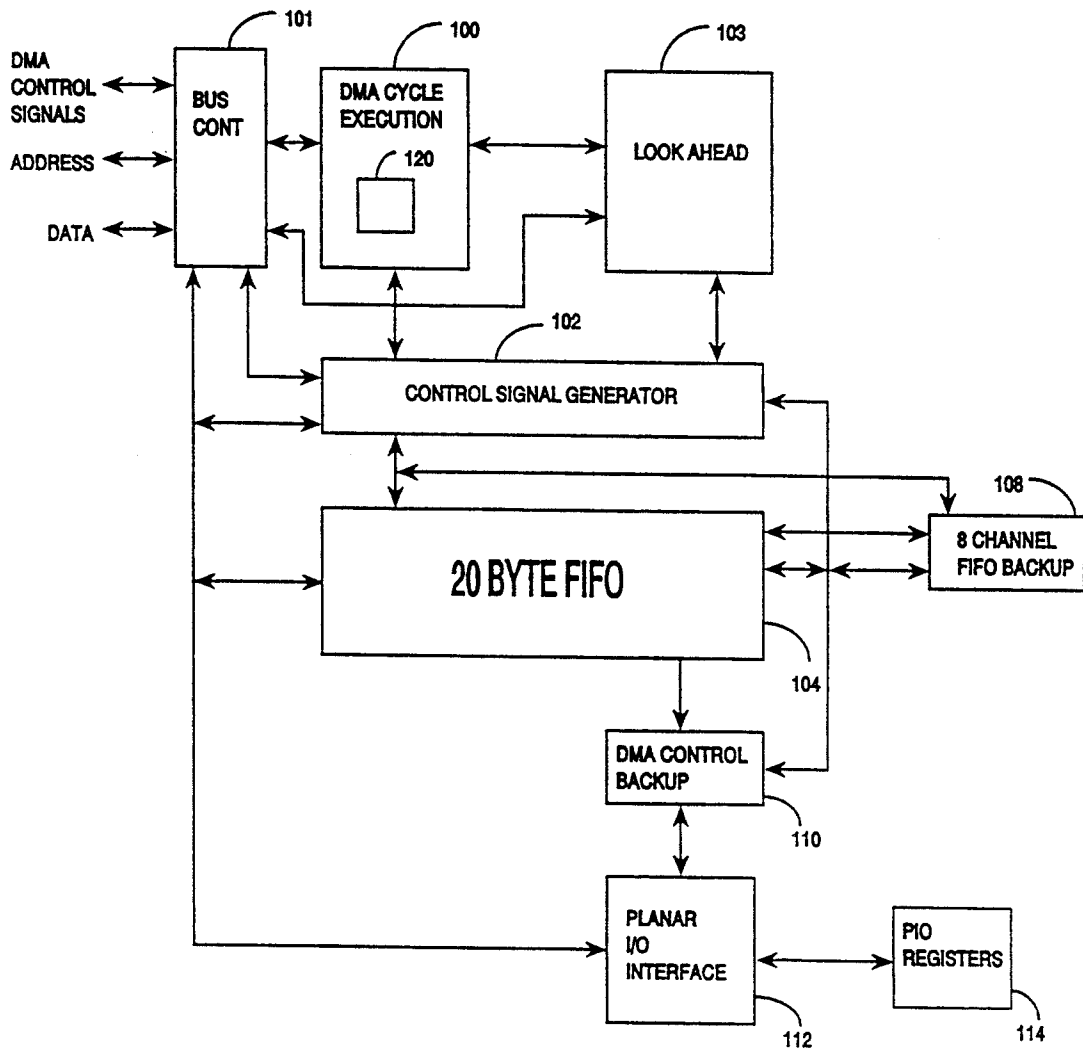 101
100
103
DMA
CONTROL
SIGNALS
BUS
CONT
DMA CYCLE
EXECUTION
120
LOOK AHEAD
ADDRESS
DATA
102
CONTROL SIGNAL GENERATOR
108
8 CHANNEL
FIFO BACKUP
20 BYTE FIFO
104
DMA CONTROL
BACKUP
110
PLANAR
I/O
INTERFACE
112
PIO
REGISTERS
114